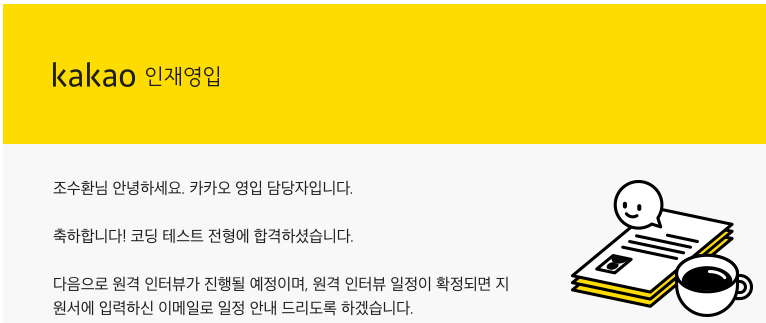 kakao 인재영입
조수환님 안녕하세요. 카카오 영입 담당자입니다.
축하합니다! 코딩 테스트 전형에 합격하셨습니다.
다음으로 원격 인터뷰가 진행될 예정이며, 원격 인터뷰 일정이 확정되면 지
원서에 입력하신 이메일로 일정 안내 드리도록 하겠습니다.